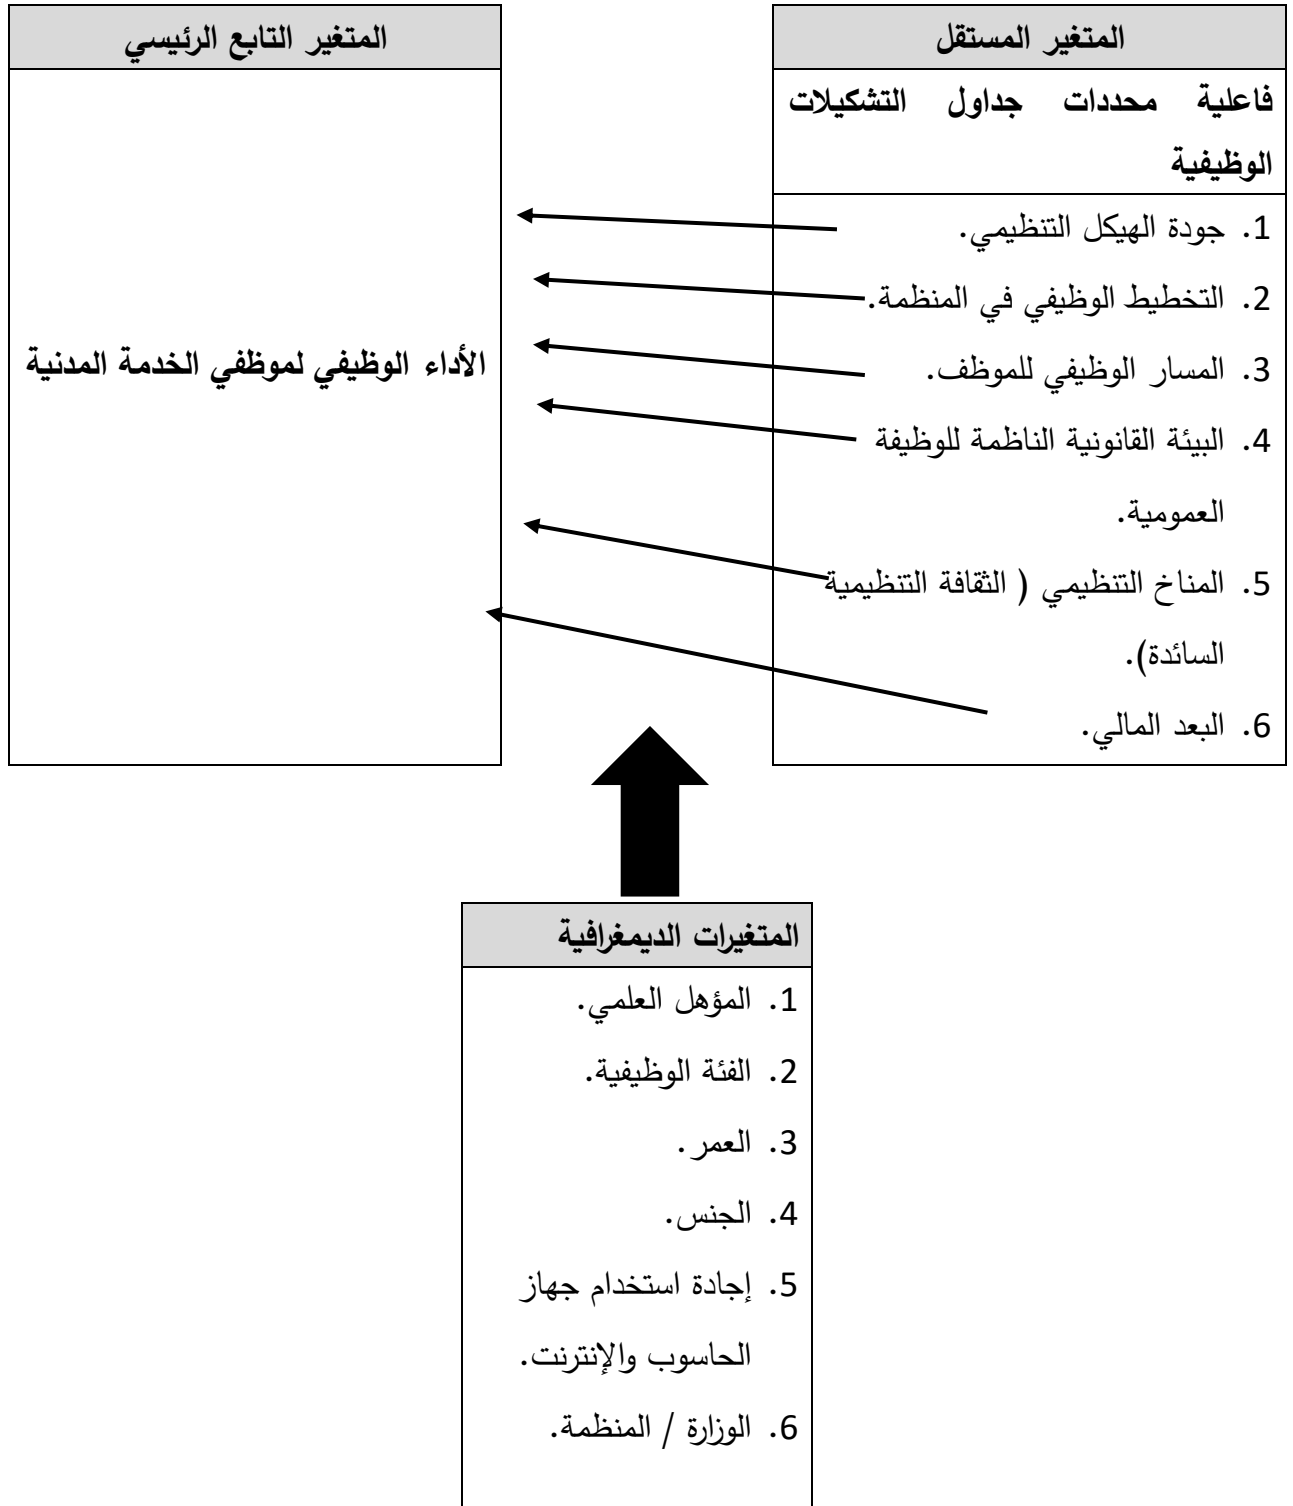 المتغير المستقل
فاعلية محددات جداول التشكيلات
الوظيفية
1. جودة الهيكل التنظيمي.
2. التخطيط الوظيفي في المنظمة.
3. المسار الوظيفي للموظف.
4. البيئة القانونية الناظمة للوظيفة
العمومية.
5. المناخ التنظيمي ( الثقافة التنظيمية
السائدة).
6. البعد المالي.
المتغير التابع الرئيسي
الأداء الوظيفي لموظفي الخدمة المدنية
المتغيرات الديمغرافية
1. المؤهل العلمي.
2. الفئة الوظيفية.
3. العمر.
4. الجنس.
5. إجادة استخدام جهاز
الحاسوب والإنترنت.
6. الوزارة / المنظمة.